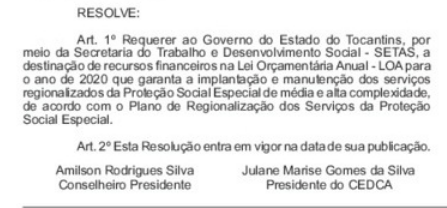 RESOLVE:
Art. 1º Requerer ao Governo do Estado do Tocantins, por
meio da Secretaria do Trabalho e Desenvolvimento Social - SETAS, a
destinação de recursos financeiros na Lei Orçamentária Anual - LOA para
o ano de 2020 que garanta a implantação e manutenção dos serviços
regionalizados da Proteção Social Especial de média e alta complexidade,
de acordo com o Plano de Regionalização dos Serviços da Proteção
Social Especial.
Art. 2º Esta Resolução entra em vigor na data de sua publicação.
Amilson Rodrigues Silva
Conselheiro Presidente
Julane Marise Gomes da Silva
Presidente do CEDCA